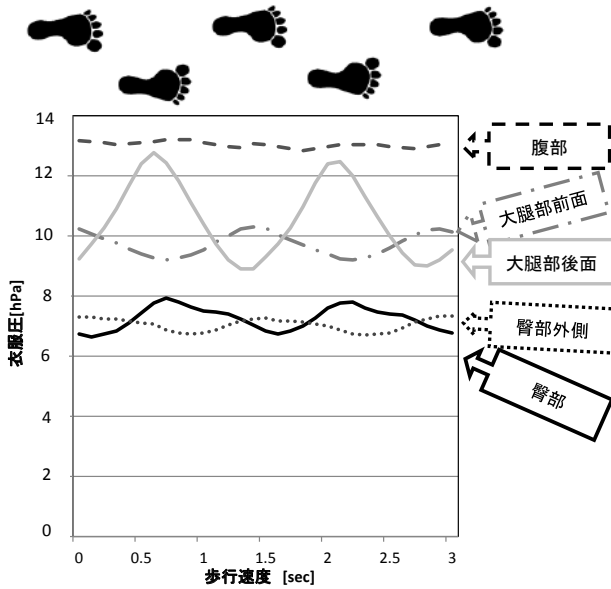 14
12
10
8
6
4
2
0
衣服圧[hPa]
0 0.5 1 1.5 2 2.5 3
歩行速度 [sec]
腹部
大腿部前面
大腿部後面
臀部外側
臀部